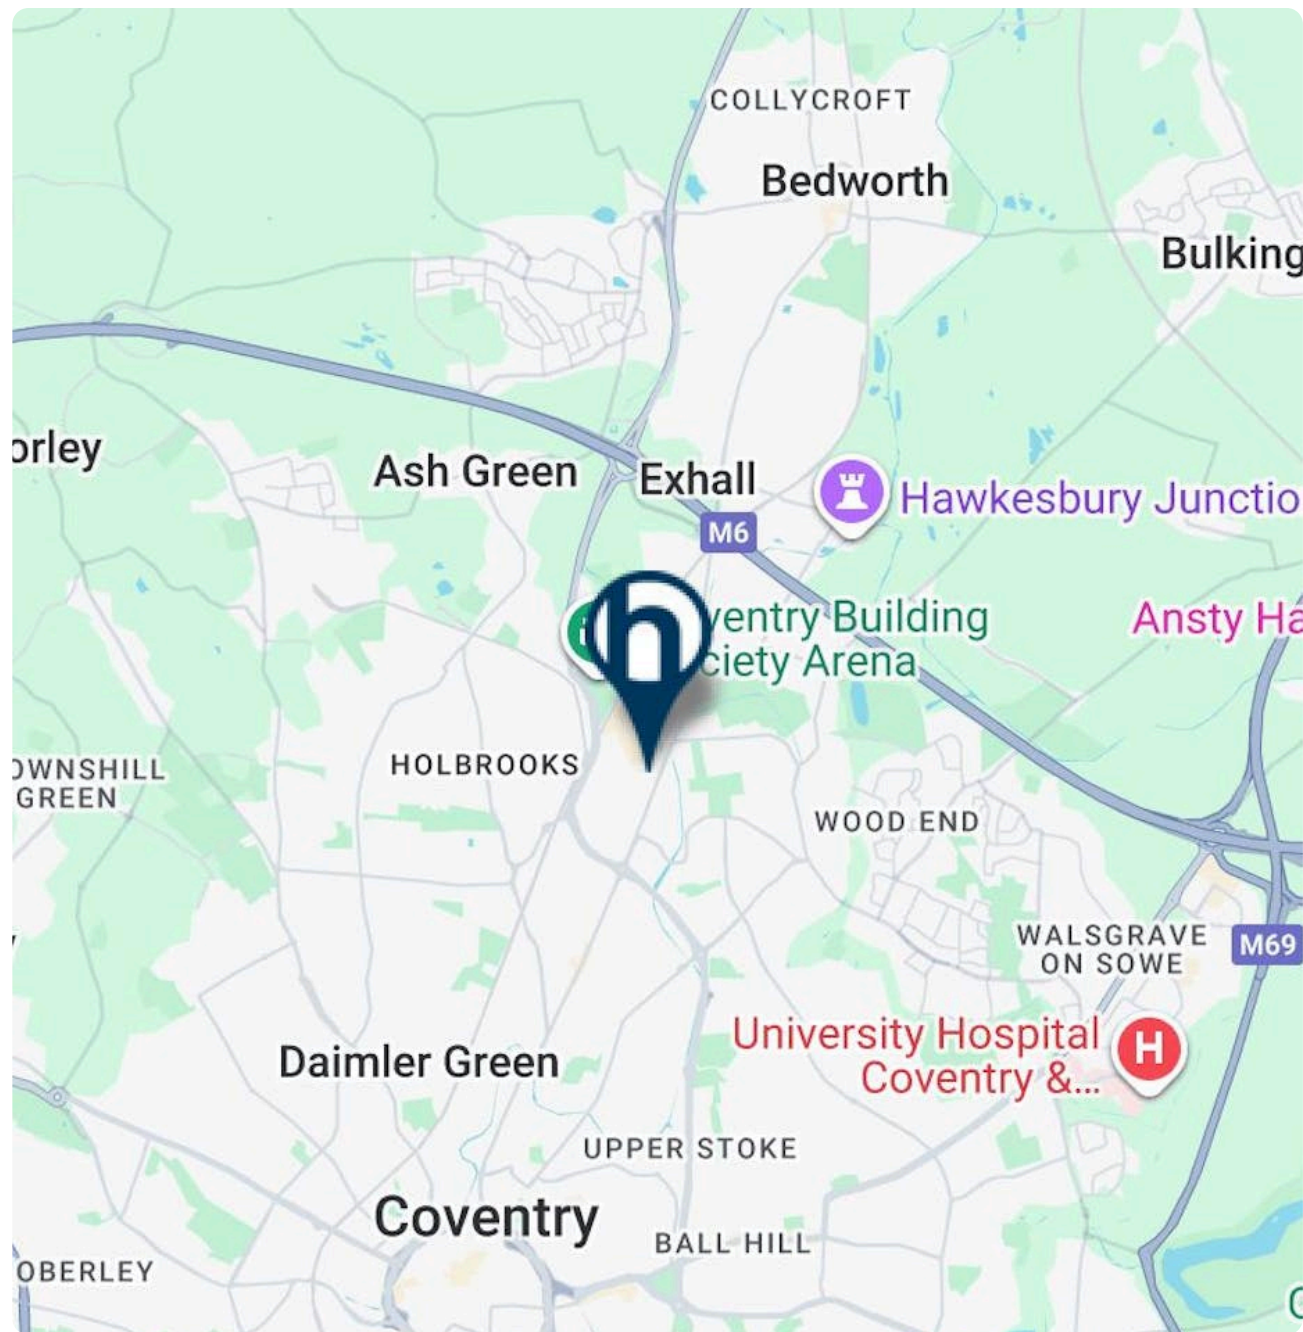 COLLYCROFT
Bedworth
Bulking
orley
Ash Green
Exhall
M6
Hawkesbury Junctio
h
ventry Building
ciety Arena
Ansty Ha
HOLBROOKS
OWNSHILL
GREEN
WOOD END
WALSGRAVE
ON SOWE
M69
University Hospital
Coventry &...
H
Daimler Green
UPPER STOKE
Coventry
BALL HILL
OBERLEY